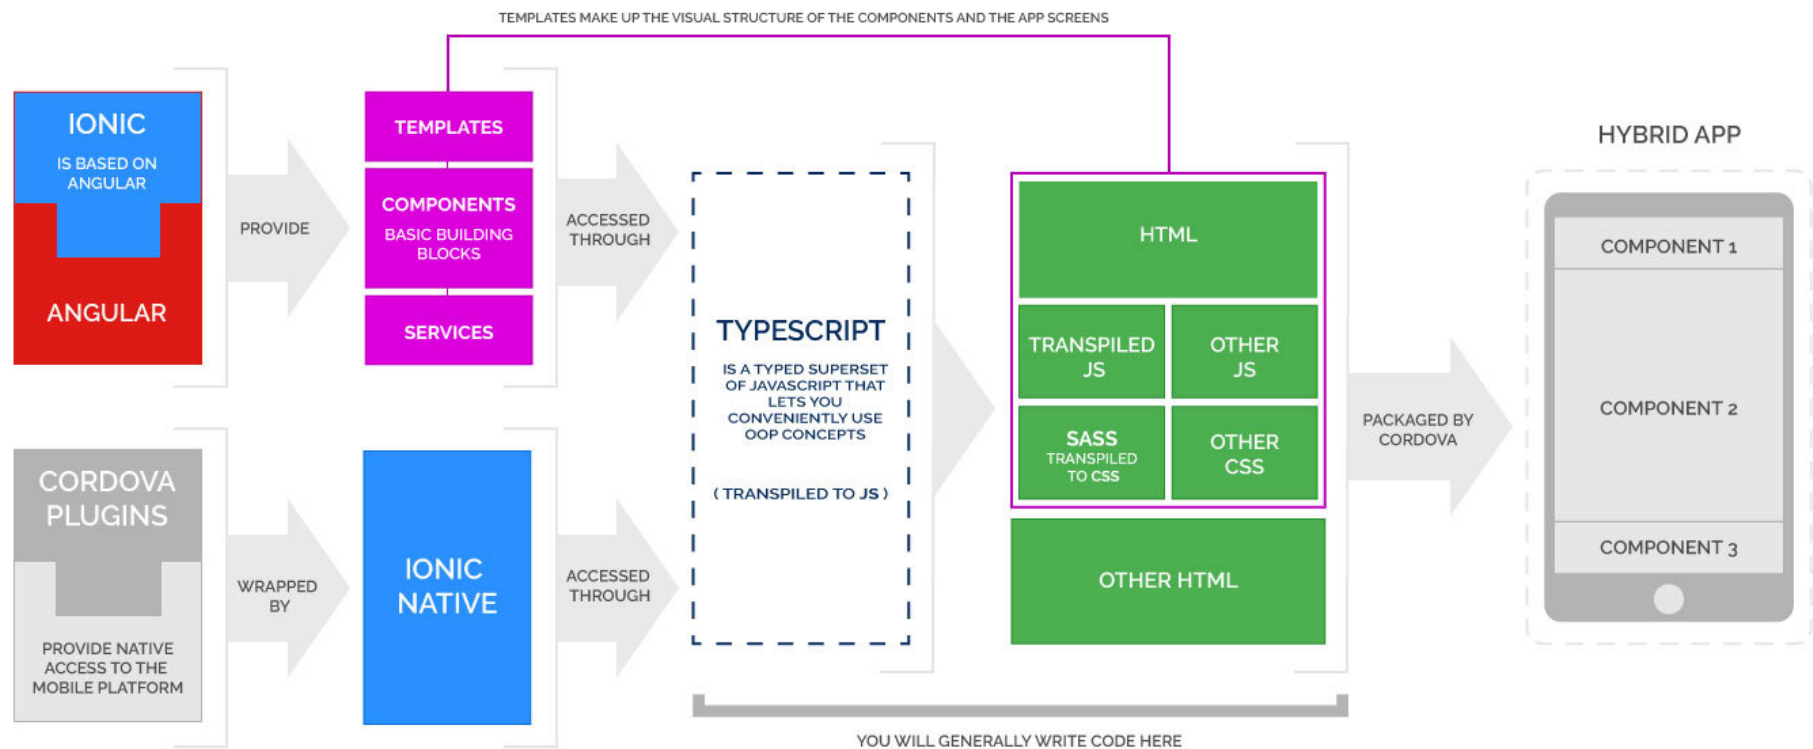 TEMPLATES MAKE UP THE VISUAL STRUCTURE OF THE COMPONENTS AND THE APP SCREENS
IONIC
IS BASED ON
ANGULAR
ANGULAR
PROVIDE
TEMPLATES
COMPONENTS
BASIC BUILDING
BLOCKS
SERVICES
ACCESSED
THROUGH
CORDOVA
PLUGINS
PROVIDE NATIVE
ACCESS TO THE
MOBILE PLATFORM
WRAPPED
BY
IONIC
NATIVE
ACCESSED
THROUGH
TYPESCRIPT
IS A TYPED SUPERSET
OF JAVASCRIPT THAT
LETS YOU
CONVENIENTLY USE
OOP CONCEPTS
( TRANSPILED TO JS )
HTML
TRANSPILED
JS
OTHER
JS
SASS
TRANSPILED
TO CSS
OTHER
CSS
OTHER HTML
YOU WILL GENERALLY WRITE CODE HERE
PACKAGED BY
CORDOVA
HYBRID APP
COMPONENT 1
COMPONENT 2
COMPONENT 3